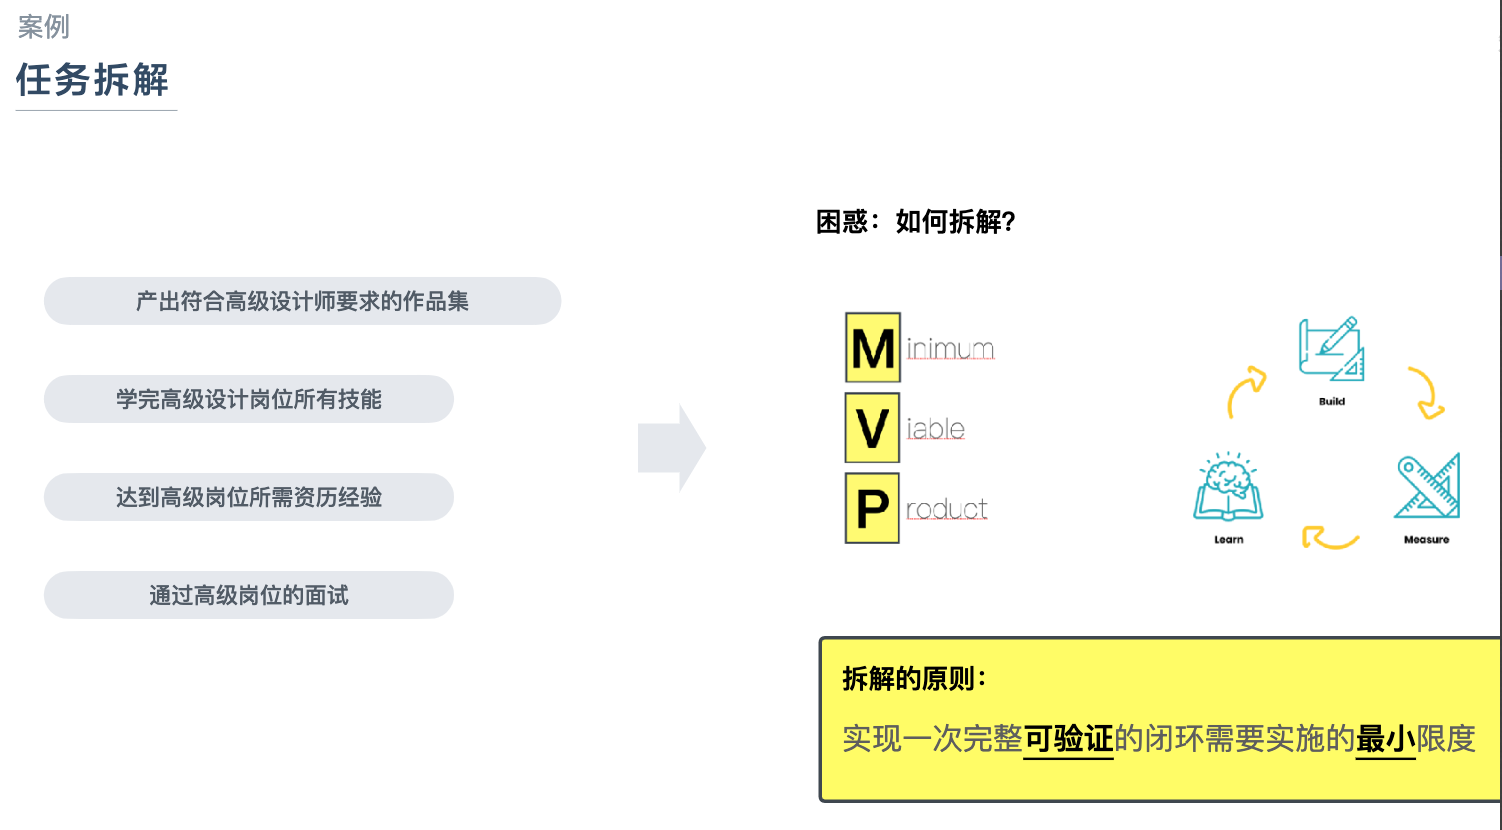 案例
任务拆解
产出符合高级设计师要求的作品集
学完高级设计岗位所有技能
达到高级岗位所需资历经验
通过高级岗位的面试
困惑：如何拆解？
Minimum
Viable
Product
Build
Measure
Learn
拆解的原则：
实现一次完整可验证的闭环需要实施的最小限度